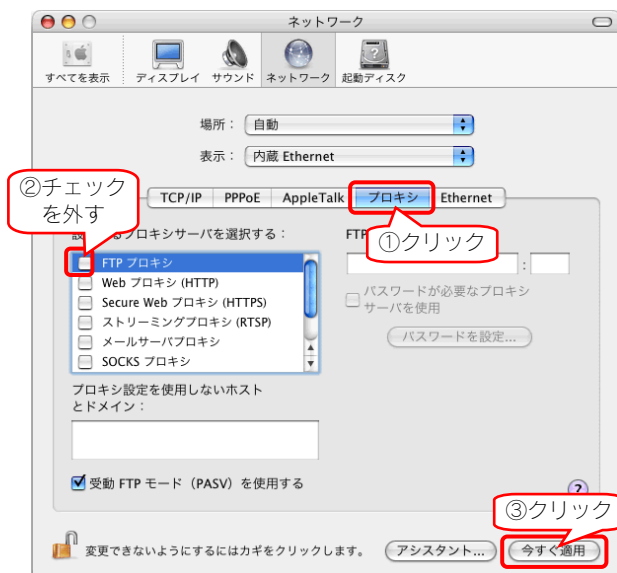 ネットワーク
すべてを表示
ディスプレイ
サウンド
ネットワーク
起動ディスク
場所：
自動
表示：
内蔵 Ethernet
②チェック
を外す
TCP/IP
PPPoE
AppleTalk
プロキシ
Ethernet
①クリック
るプロキシサーバを選択する：
FT
FTP プロキシ
Web プロキシ (HTTP)
Secure Web プロキシ (HTTPS)
ストリーミングプロキシ (RTSP)
メールサーバプロキシ
SOCKS プロキシ
:
パスワードが必要なプロキシ
サーバを使用
パスワードを設定...
プロキシ設定を使用しないホスト
とドメイン：
受動 FTP モード（PASV）を使用する
?
③クリック
変更できないようにするにはカギをクリックします。
アシスタント...
今すぐ適用